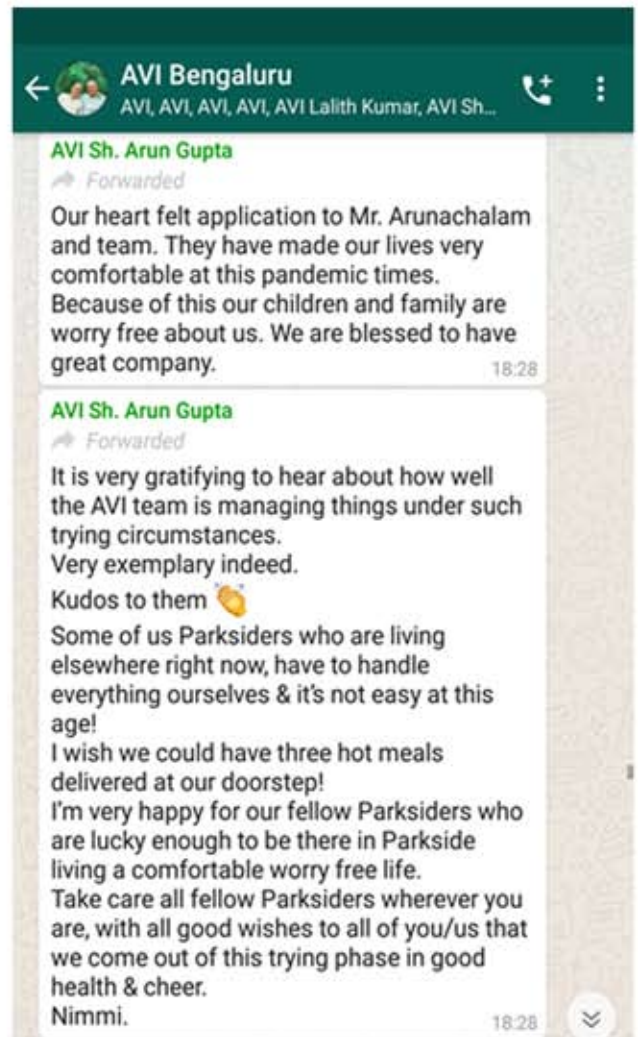 AVI Bengaluru
AVI, AVI, AVI, AVI, AVI Lalith Kumar, AVI Sh...
AVI Sh. Arun Gupta
Forwarded
Our heart felt application to Mr. Arunachalam
and team. They have made our lives very
comfortable at this pandemic times.
Because of this our children and family are
worry free about us. We are blessed to have
great company.
18:28
AVI Sh. Arun Gupta
Forwarded
It is very gratifying to hear about how well
the AVI team is managing things under such
trying circumstances.
Very exemplary indeed.
Kudos to them 👏
Some of us Parksiders who are living
elsewhere right now, have to handle
everything ourselves & it's not easy at this
age!
I wish we could have three hot meals
delivered at our doorstep!
I'm very happy for our fellow Parksiders who
are lucky enough to be there in Parkside
living a comfortable worry free life.
Take care all fellow Parksiders wherever you
are, with all good wishes to all of you/us that
we come out of this trying phase in good
health & cheer.
Nimmi.
18:28